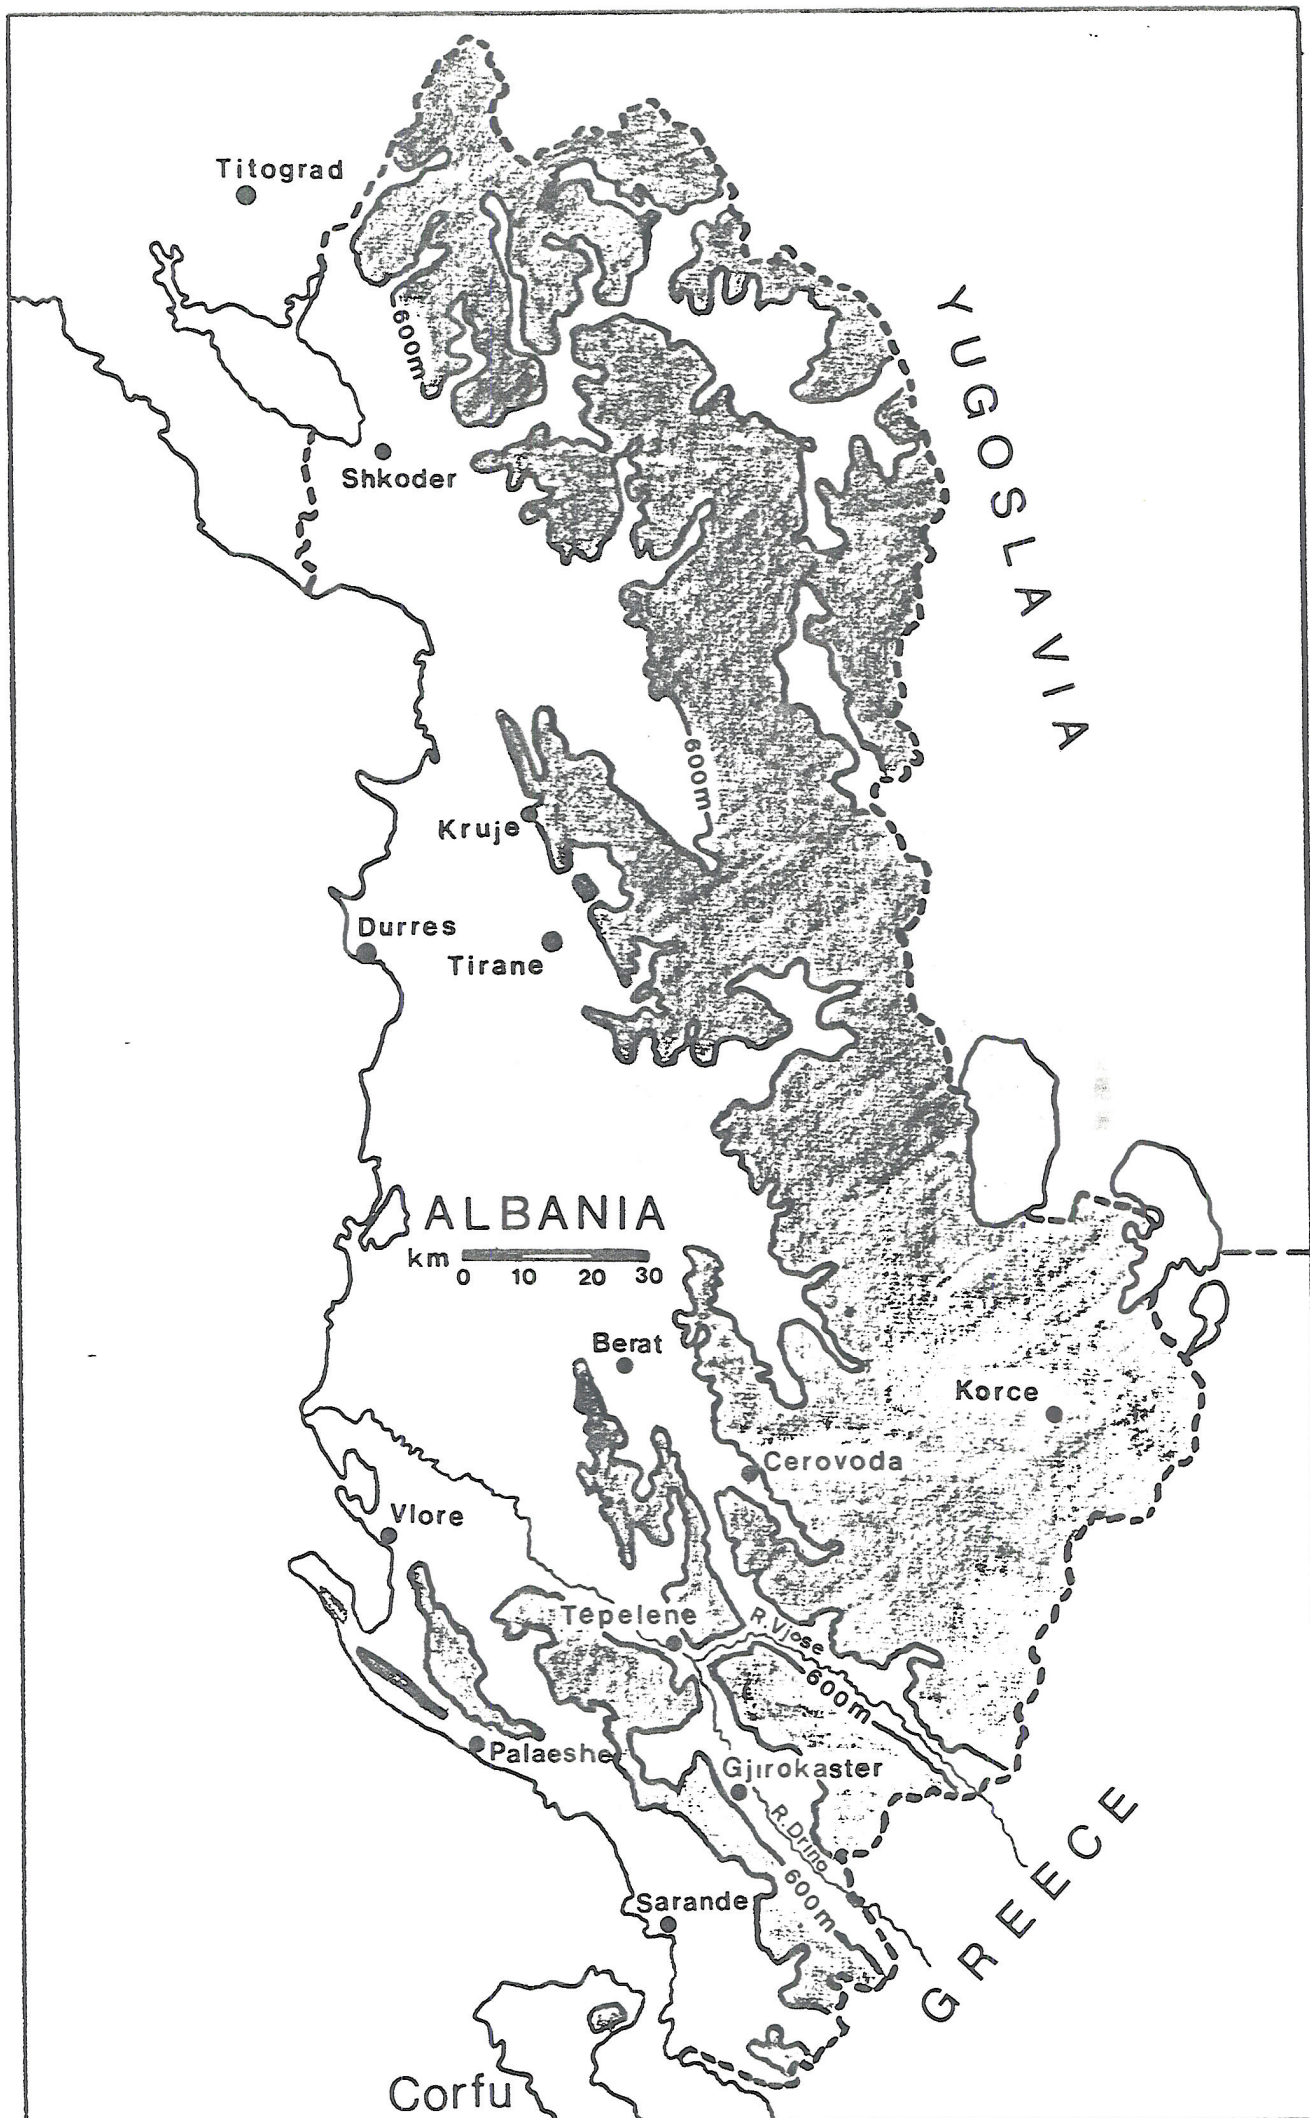 Titograd
600m
YUGOSLAVIA
Shkoder
600m
Kruje
Durres
Tirane
ALBANIA
km
0 10 20 30
Berat
Korce
Cerovoda
Vlore
Tepelene
R.Vjose
600m
Palaeshe
Gjirokaster
R.Drino
600m
GREECE
Sarande
Corfu